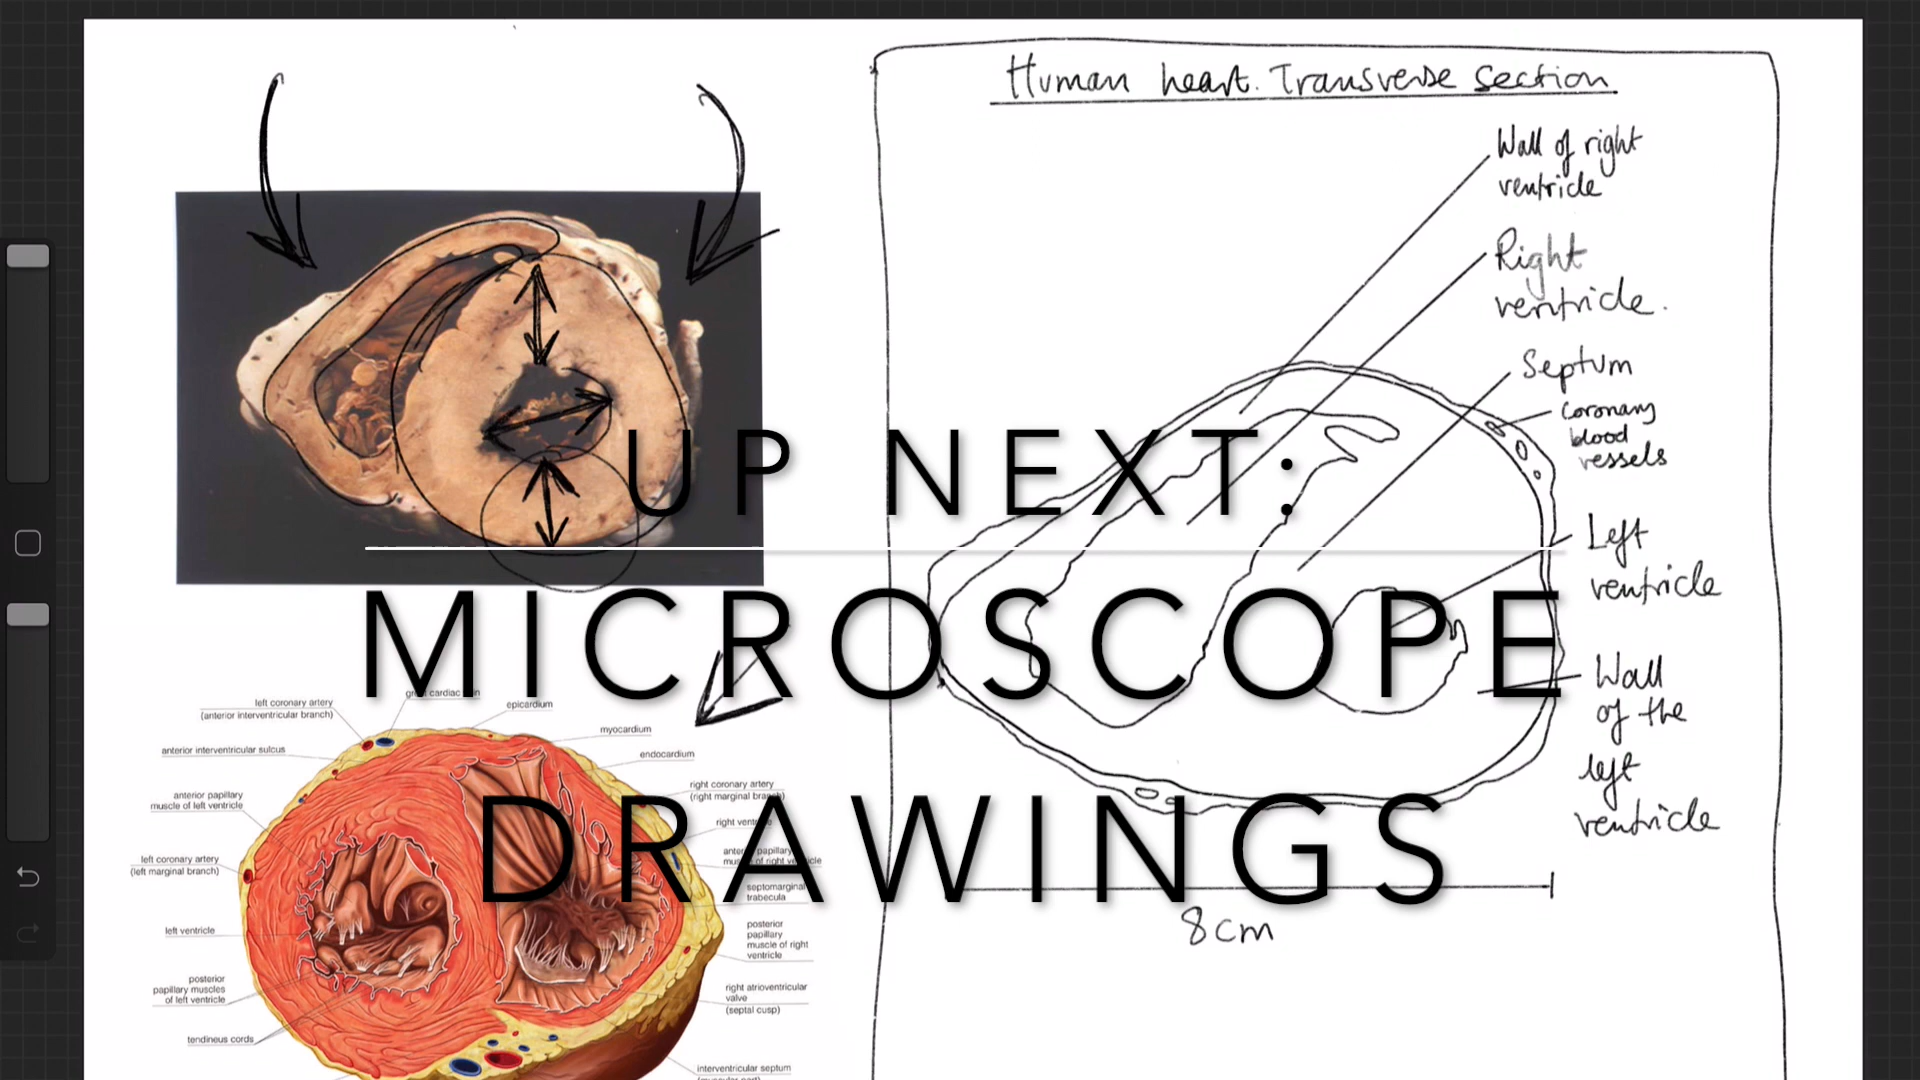 Human heart. Transverse section
Wall of right
ventricle
Right
ventricle.
Septum
coronary
blood
vessels
Left
ventricle
Wall
of the
left
ventricle
8cm
UP NEXT:
MICROSCOPE
DRAWINGS
left coronary artery
(anterior interventricular branch)
epicardium
myocardium
anterior interventricular sulcus
endocardium
anterior papillary
muscle of left ventricle
right coronary artery
(right marginal branch)
left coronary artery
(left marginal branch)
septomarginal
trabecula
left ventricle
posterior
papillary
muscle of right
ventricle
posterior
papillary muscles
of left ventricle
right atrioventricular
valve
(septal cusp)
tendineus cords
interventricular septum